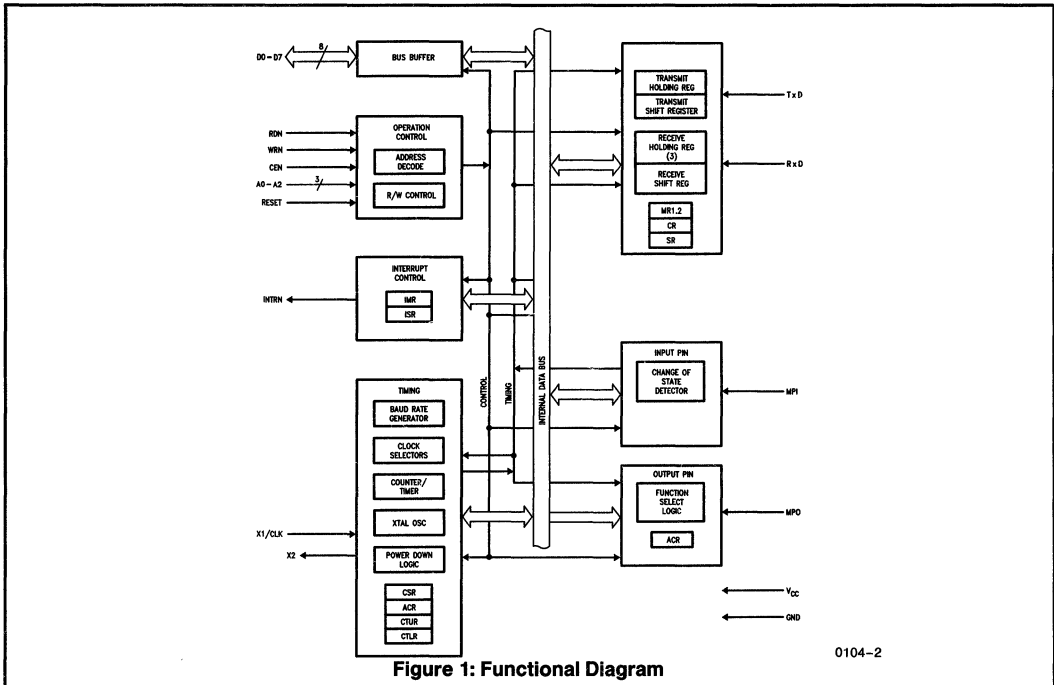 D0-D7
8
BUS BUFFER
RDN
WRN
CEN
A0-A2
3
RESET
OPERATION
CONTROL
ADDRESS
DECODE
R/W CONTROL
INTRN
INTERRUPT
CONTROL
IMR
ISR
TIMING
BAUD RATE
GENERATOR
CLOCK
SELECTORS
COUNTER/
TIMER
XTAL OSC
POWER DOWN
LOGIC
CSR
ACR
CTUR
CTLR
X1/CLK
X2
CONTROL
TIMING
INTERNAL DATA BUS
TRANSMIT
HOLDING REG
TRANSMIT
SHIFT REGISTER
RECEIVE
HOLDING REG
(3)
RECEIVE
SHIFT REG
MR1.2
CR
SR
TxD
RxD
INPUT PIN
CHANGE OF
STATE
DETECTOR
MPI
OUTPUT PIN
FUNCTION
SELECT
LOGIC
ACR
MPO
VCC
GND
0104-2
Figure 1: Functional Diagram